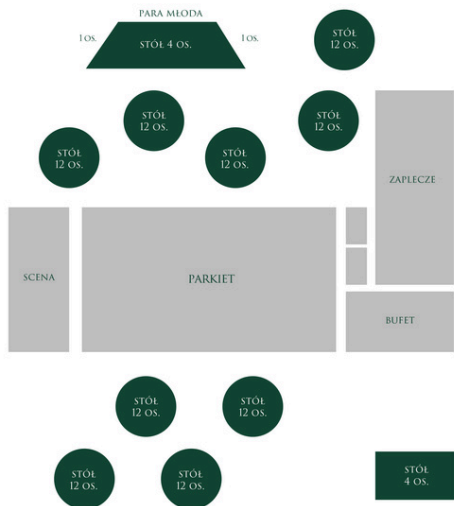 PARA MŁODA
1 OS.
STÓŁ 4 OS.
1 OS.
STÓŁ
12 OS.
STÓŁ
12 OS.
STÓŁ
12 OS.
STÓŁ
12 OS.
STÓŁ
12 OS.
ZAPLECZE
SCENA
PARKIET
BUFET
STÓŁ
12 OS.
STÓŁ
12 OS.
STÓŁ
12 OS.
STÓŁ
12 OS.
STÓŁ
4 OS.